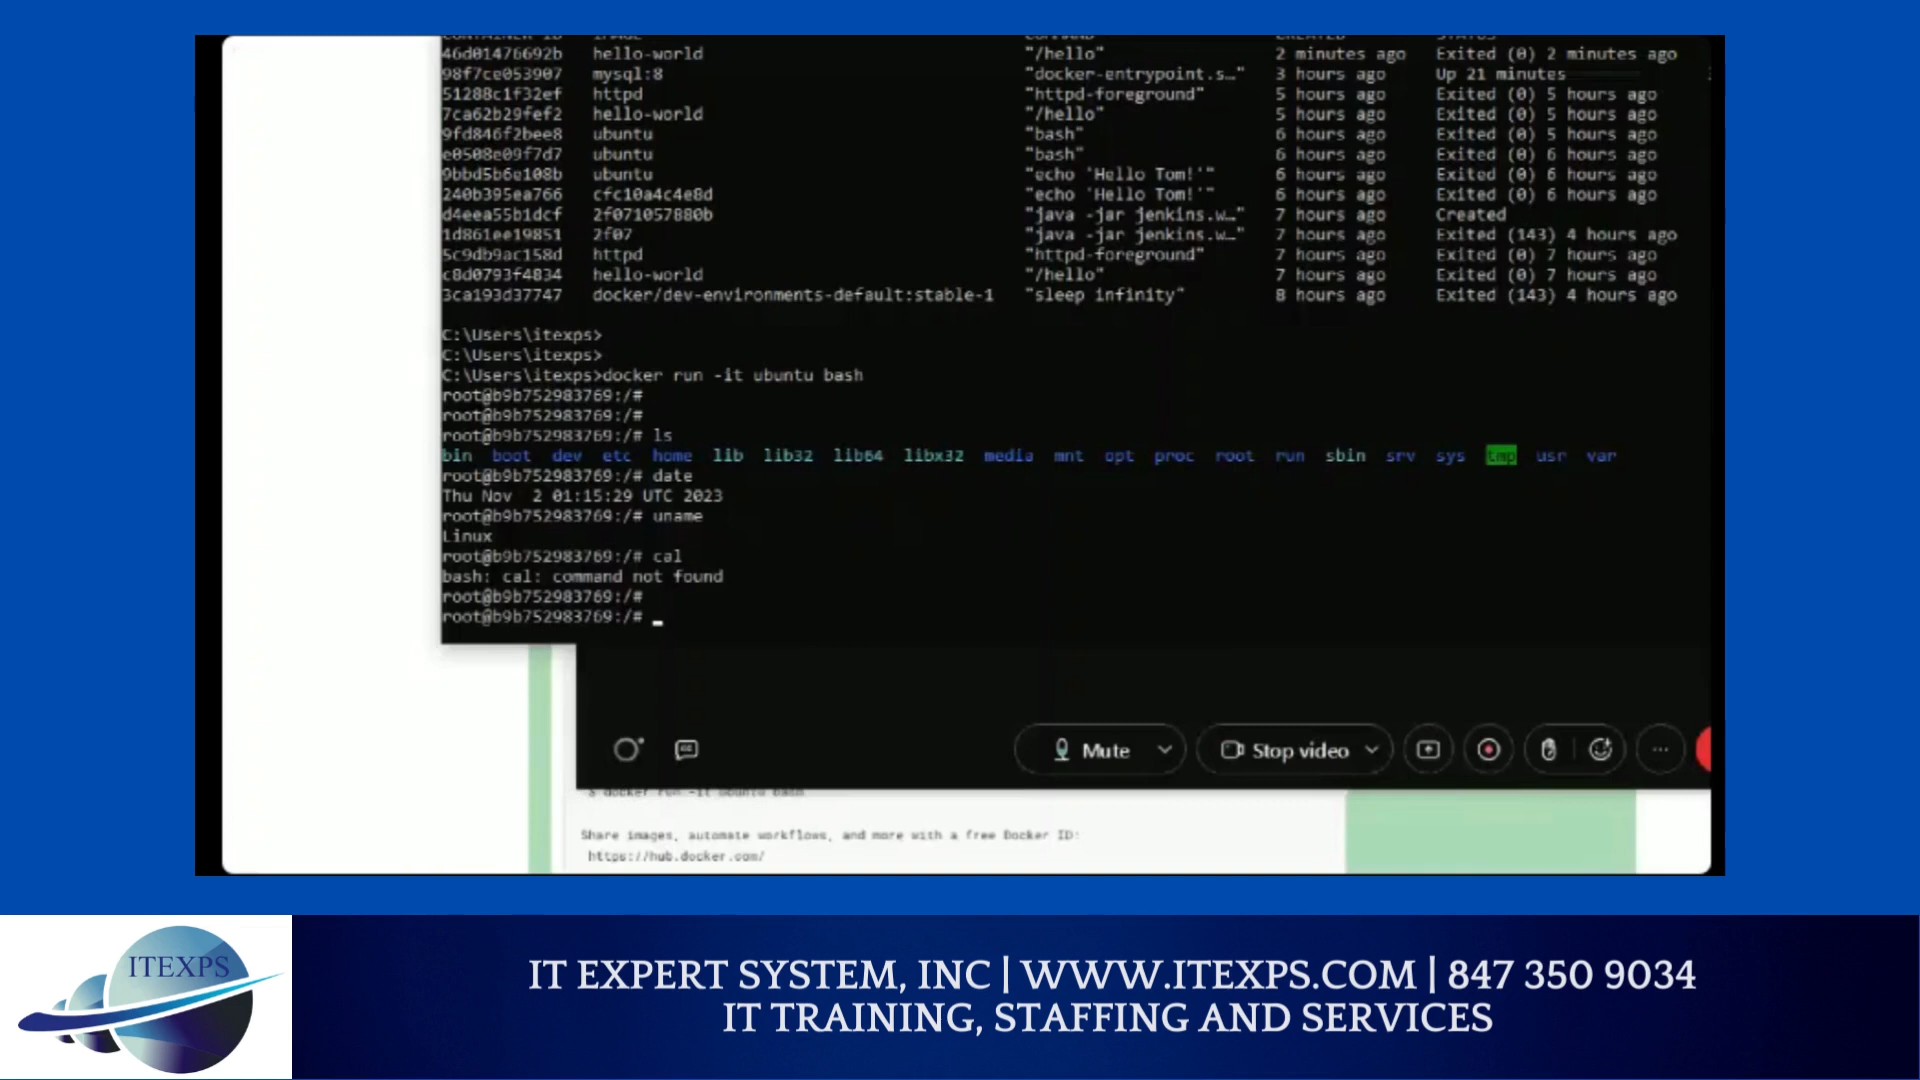 46d01476692b hello-world "/hello" 2 minutes ago Exited (0) 2 minutes ago
98f7ce053907 mysql:8 "docker-entrypoint.s…" 3 hours ago Up 21 minutes
51288c1f32ef httpd "httpd-foreground" 5 hours ago Exited (0) 5 hours ago
7ca62b29fef2 hello-world "/hello" 5 hours ago Exited (0) 5 hours ago
9fd846f2bee8 ubuntu "bash" 6 hours ago Exited (0) 5 hours ago
e0508e09f7d7 ubuntu "bash" 6 hours ago Exited (0) 6 hours ago
9bbd5b6e108b ubuntu "echo 'Hello Tom!'" 6 hours ago Exited (0) 6 hours ago
240b395ea766 cfc10a4c4e8d "echo 'Hello Tom!'" 6 hours ago Exited (0) 6 hours ago
d4eea55b1dcf 2f071057880b "java -jar jenkins.w…" 7 hours ago Created
1d861ee19851 2f07 "java -jar jenkins.w…" 7 hours ago Exited (143) 4 hours ago
5c9db9ac158d httpd "httpd-foreground" 7 hours ago Exited (0) 7 hours ago
c8d0793f4834 hello-world "/hello" 7 hours ago Exited (0) 7 hours ago
3ca193d37747 docker/dev-environments-default:stable-1 "sleep infinity" 8 hours ago Exited (143) 4 hours ago
C:\Users\itexps>
C:\Users\itexps>
C:\Users\itexps>docker run -it ubuntu bash
root@b9b752983769:/#
root@b9b752983769:/#
root@b9b752983769:/# ls
bin boot dev etc home lib lib32 lib64 libx32 media mnt opt proc root run sbin srv sys tmp usr var
root@b9b752983769:/# date
Thu Nov  2 01:15:29 UTC 2023
root@b9b752983769:/# uname
Linux
root@b9b752983769:/# cal
bash: cal: command not found
root@b9b752983769:/#
root@b9b752983769:/#
Mute Stop video
$ docker run -it ubuntu bash
Share images, automate workflows, and more with a free Docker ID:
https://hub.docker.com/
ITEXPS
IT EXPERT SYSTEM, INC | WWW.ITEXPS.COM | 847 350 9034
IT TRAINING, STAFFING AND SERVICES